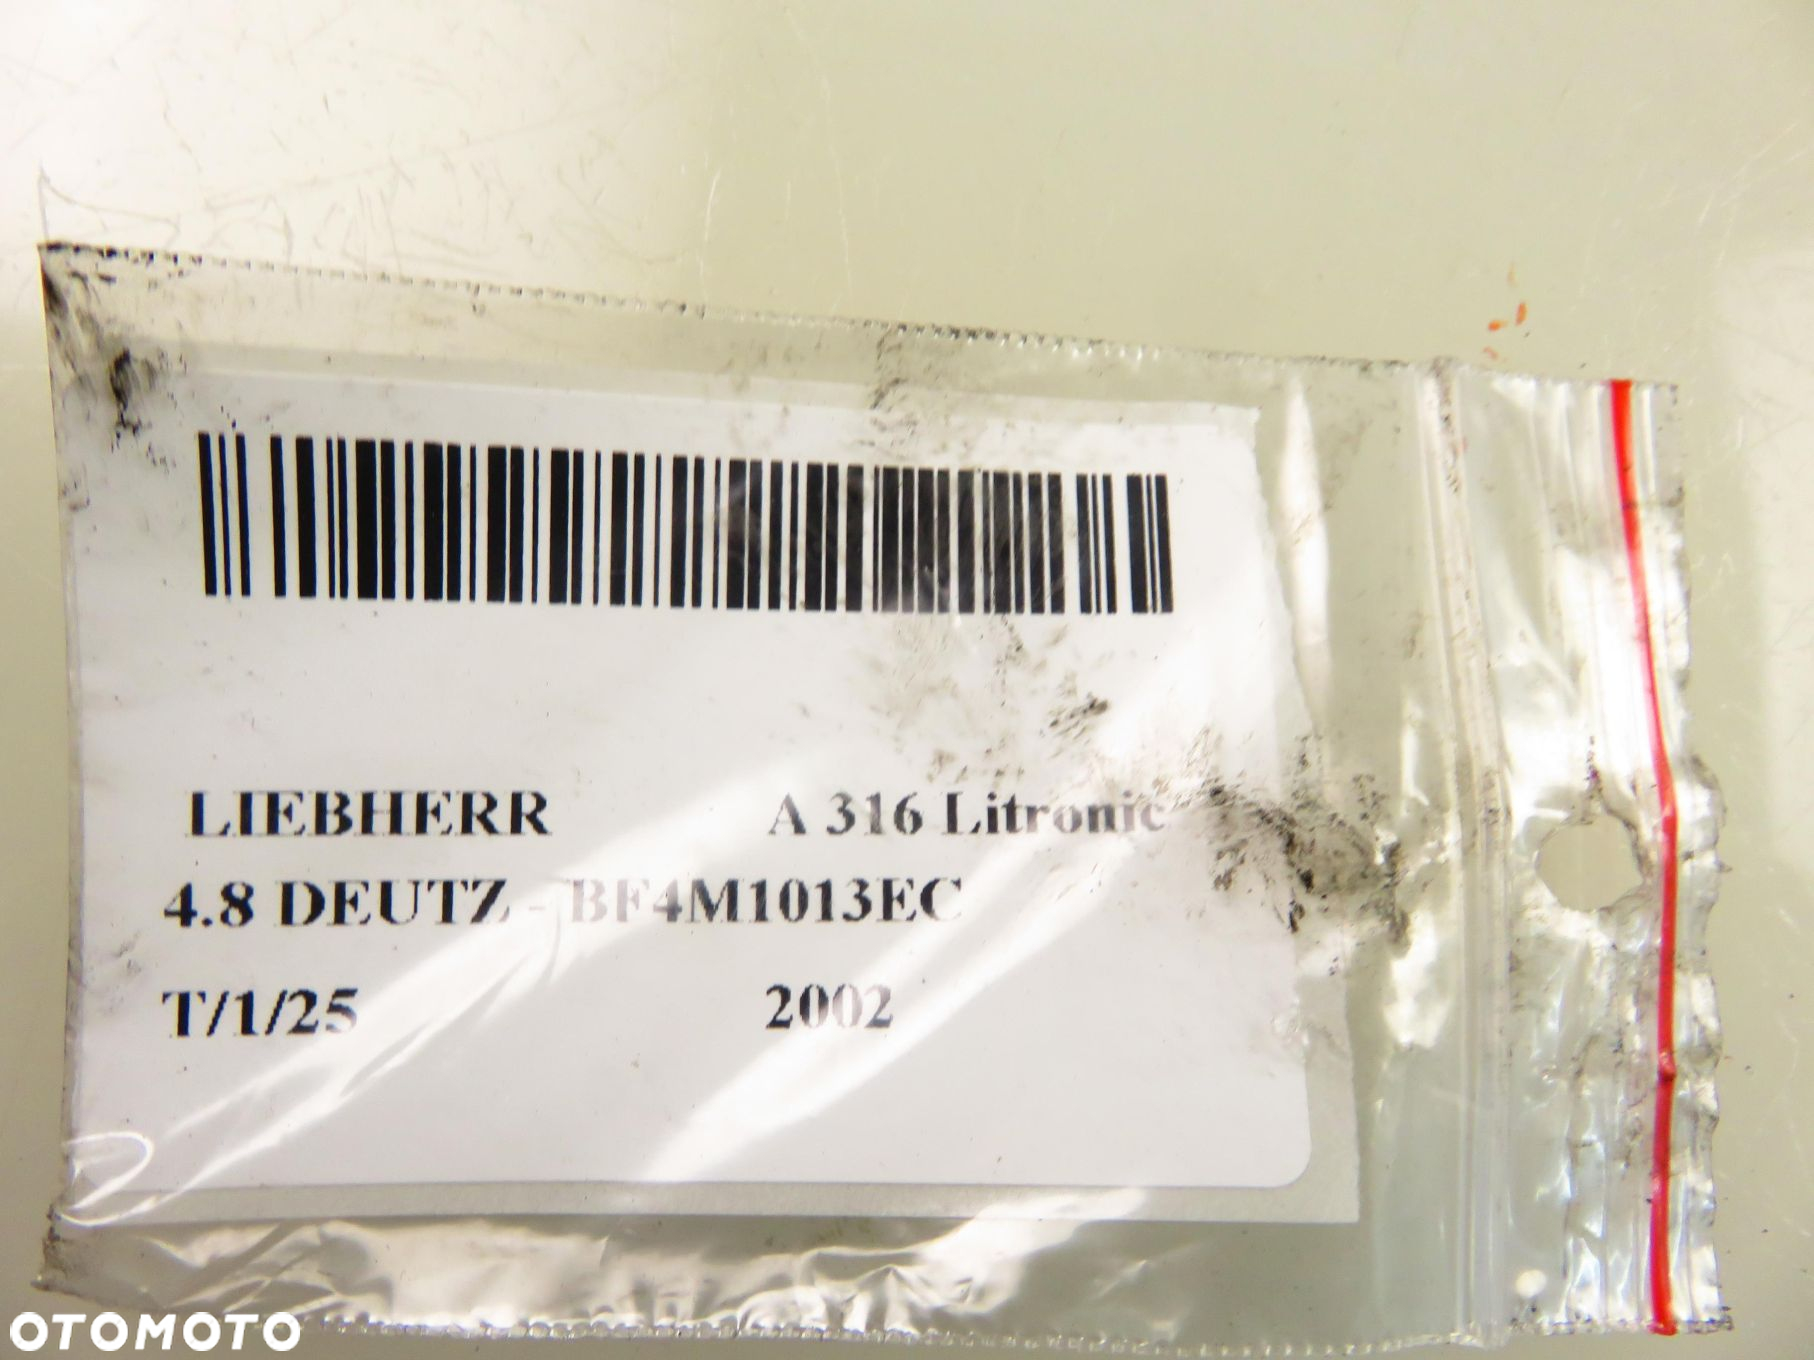 LIEBHERR A 316 Litronic
4.8 DEUTZ - BF4M1013EC
T/1/25 2002
OTOMOTO